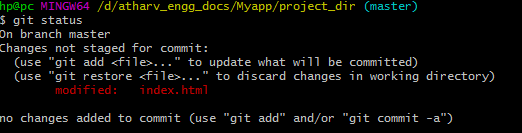 hp@pc MINGW64 /d/atharv_engg_docs/Myapp/project_dir (master)
$ git status
On branch master
Changes not staged for commit:
  (use "git add <file>..." to update what will be committed)
  (use "git restore <file>..." to discard changes in working directory)
        modified:   index.html

no changes added to commit (use "git add" and/or "git commit -a")